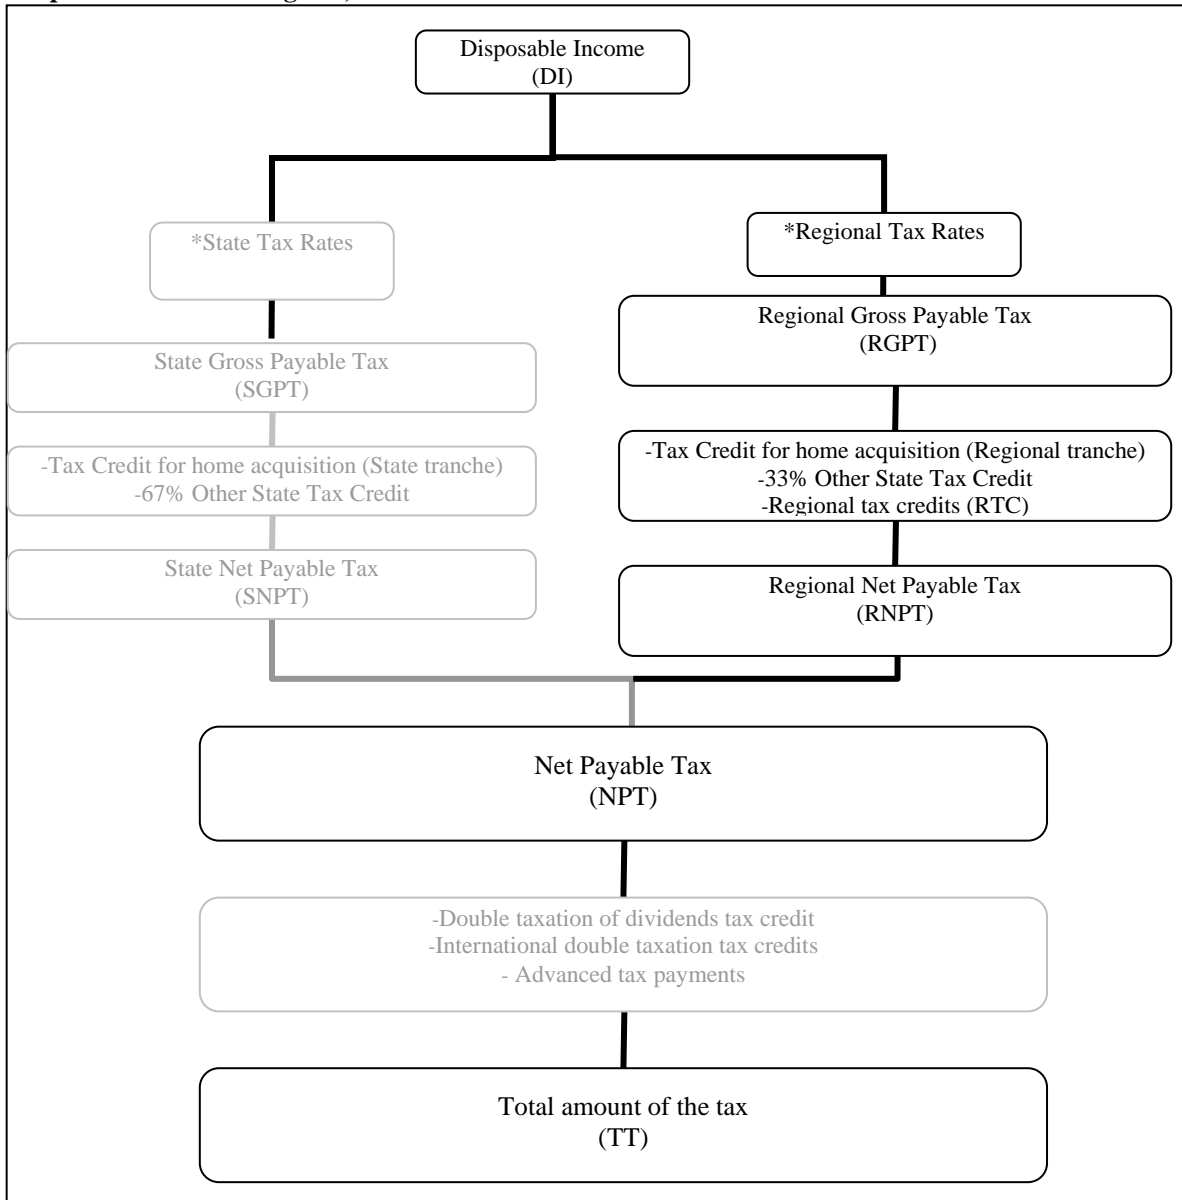 Disposable Income
(DI)
*State Tax Rates
*Regional Tax Rates
State Gross Payable Tax
(SGPT)
Regional Gross Payable Tax
(RGPT)
-Tax Credit for home acquisition (State tranche)
-67% Other State Tax Credit
-Tax Credit for home acquisition (Regional tranche)
-33% Other State Tax Credit
-Regional tax credits (RTC)
State Net Payable Tax
(SNPT)
Regional Net Payable Tax
(RNPT)
Net Payable Tax
(NPT)
-Double taxation of dividends tax credit
-International double taxation tax credits
- Advanced tax payments
Total amount of the tax
(TT)